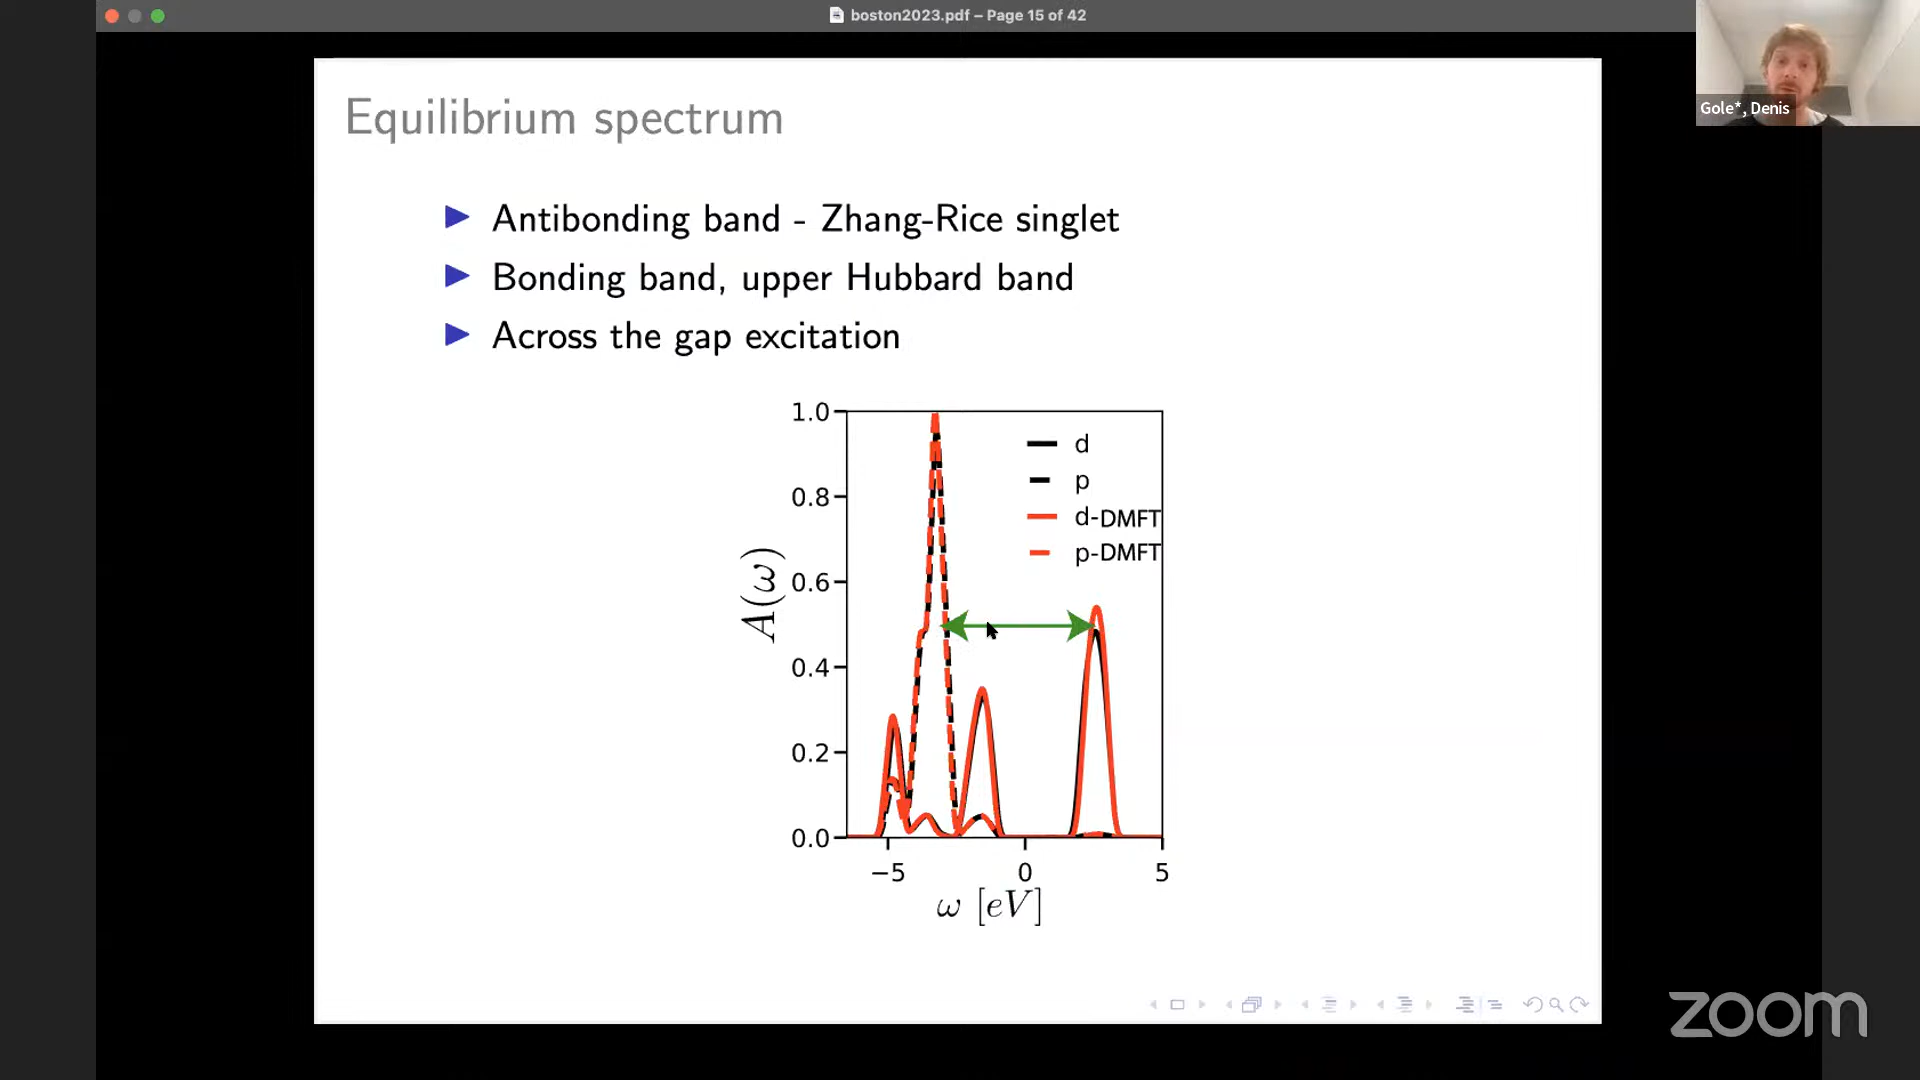 boston2023.pdf – Page 15 of 42
Gole*, Denis
Equilibrium spectrum
Antibonding band - Zhang-Rice singlet
Bonding band, upper Hubbard band
Across the gap excitation
1.0
0.8
0.6
0.4
0.2
0.0
A(ω)
d
p
d-DMFT
p-DMFT
−5 0 5
ω [eV]
zoom